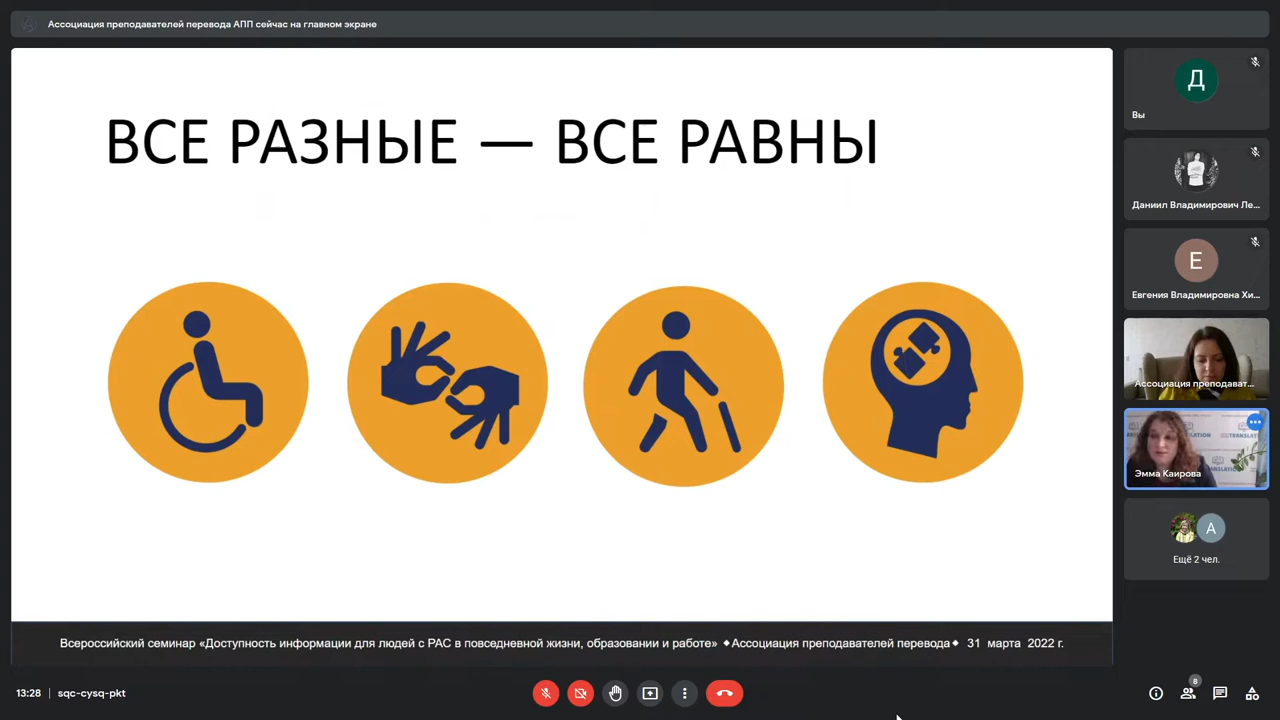 Ассоциация преподавателей перевода АПП сейчас на главном экране
ВСЕ РАЗНЫЕ — ВСЕ РАВНЫ
Д
Вы
Даниил Владимирович Ле...
Е
Евгения Владимировна Хи...
Ассоциация преподават...
TRANSLATION
Эмма Каирова
А
Ещё 2 чел.
Всероссийский семинар «Доступность информации для людей с РАС в повседневной жизни, образовании и работе» ◆Ассоциация преподавателей перевода◆ 31 марта 2022 г.
13:28 | sqc-cysq-pkt
8